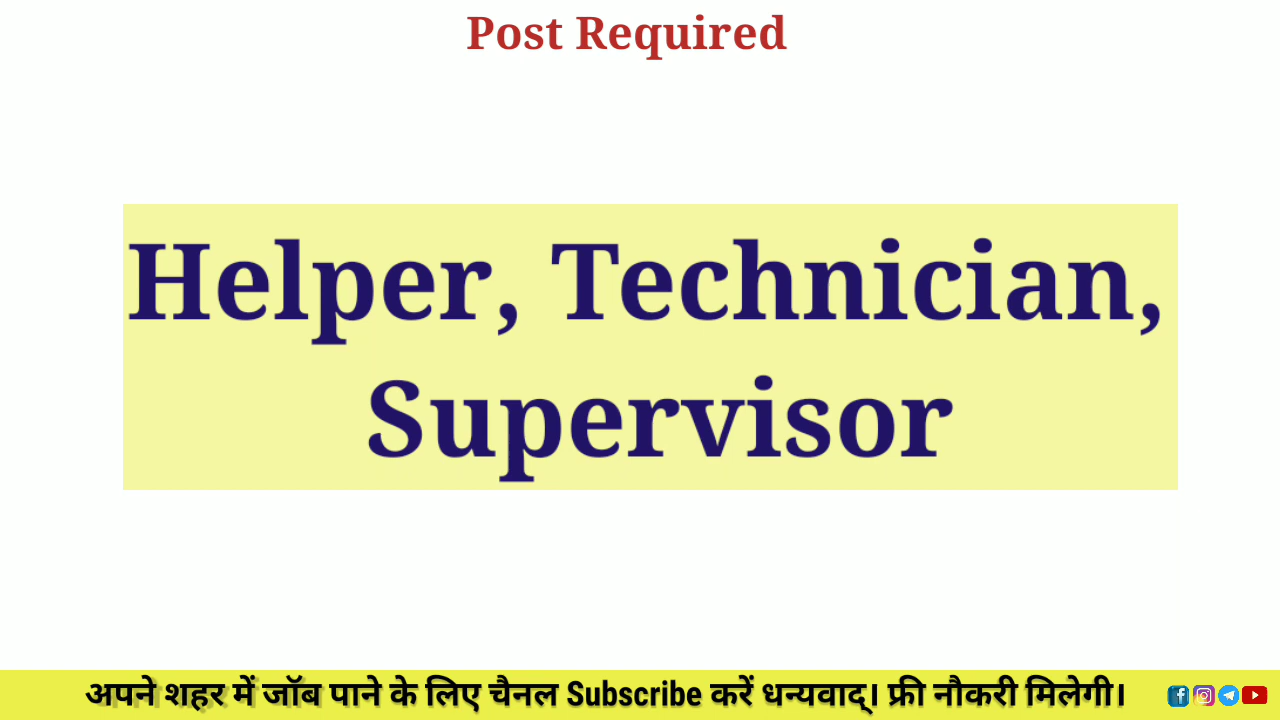 Post Required
Helper, Technician,
Supervisor
अपने शहर में जॉब पाने के लिए चैनल Subscribe करें धन्यवाद्। फ्री नौकरी मिलेगी।